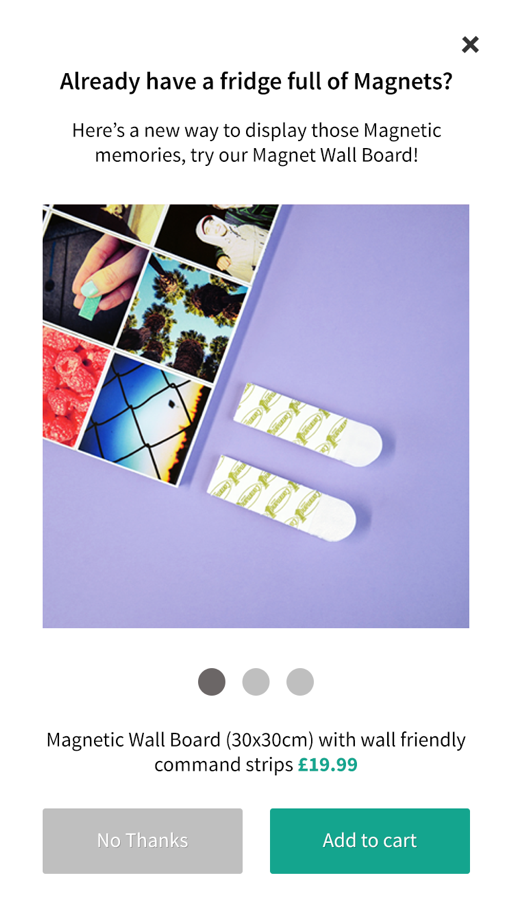 Already have a fridge full of Magnets?
Here’s a new way to display those Magnetic
memories, try our Magnet Wall Board!
Magnetic Wall Board (30x30cm) with wall friendly
command strips £19.99
No Thanks
Add to cart